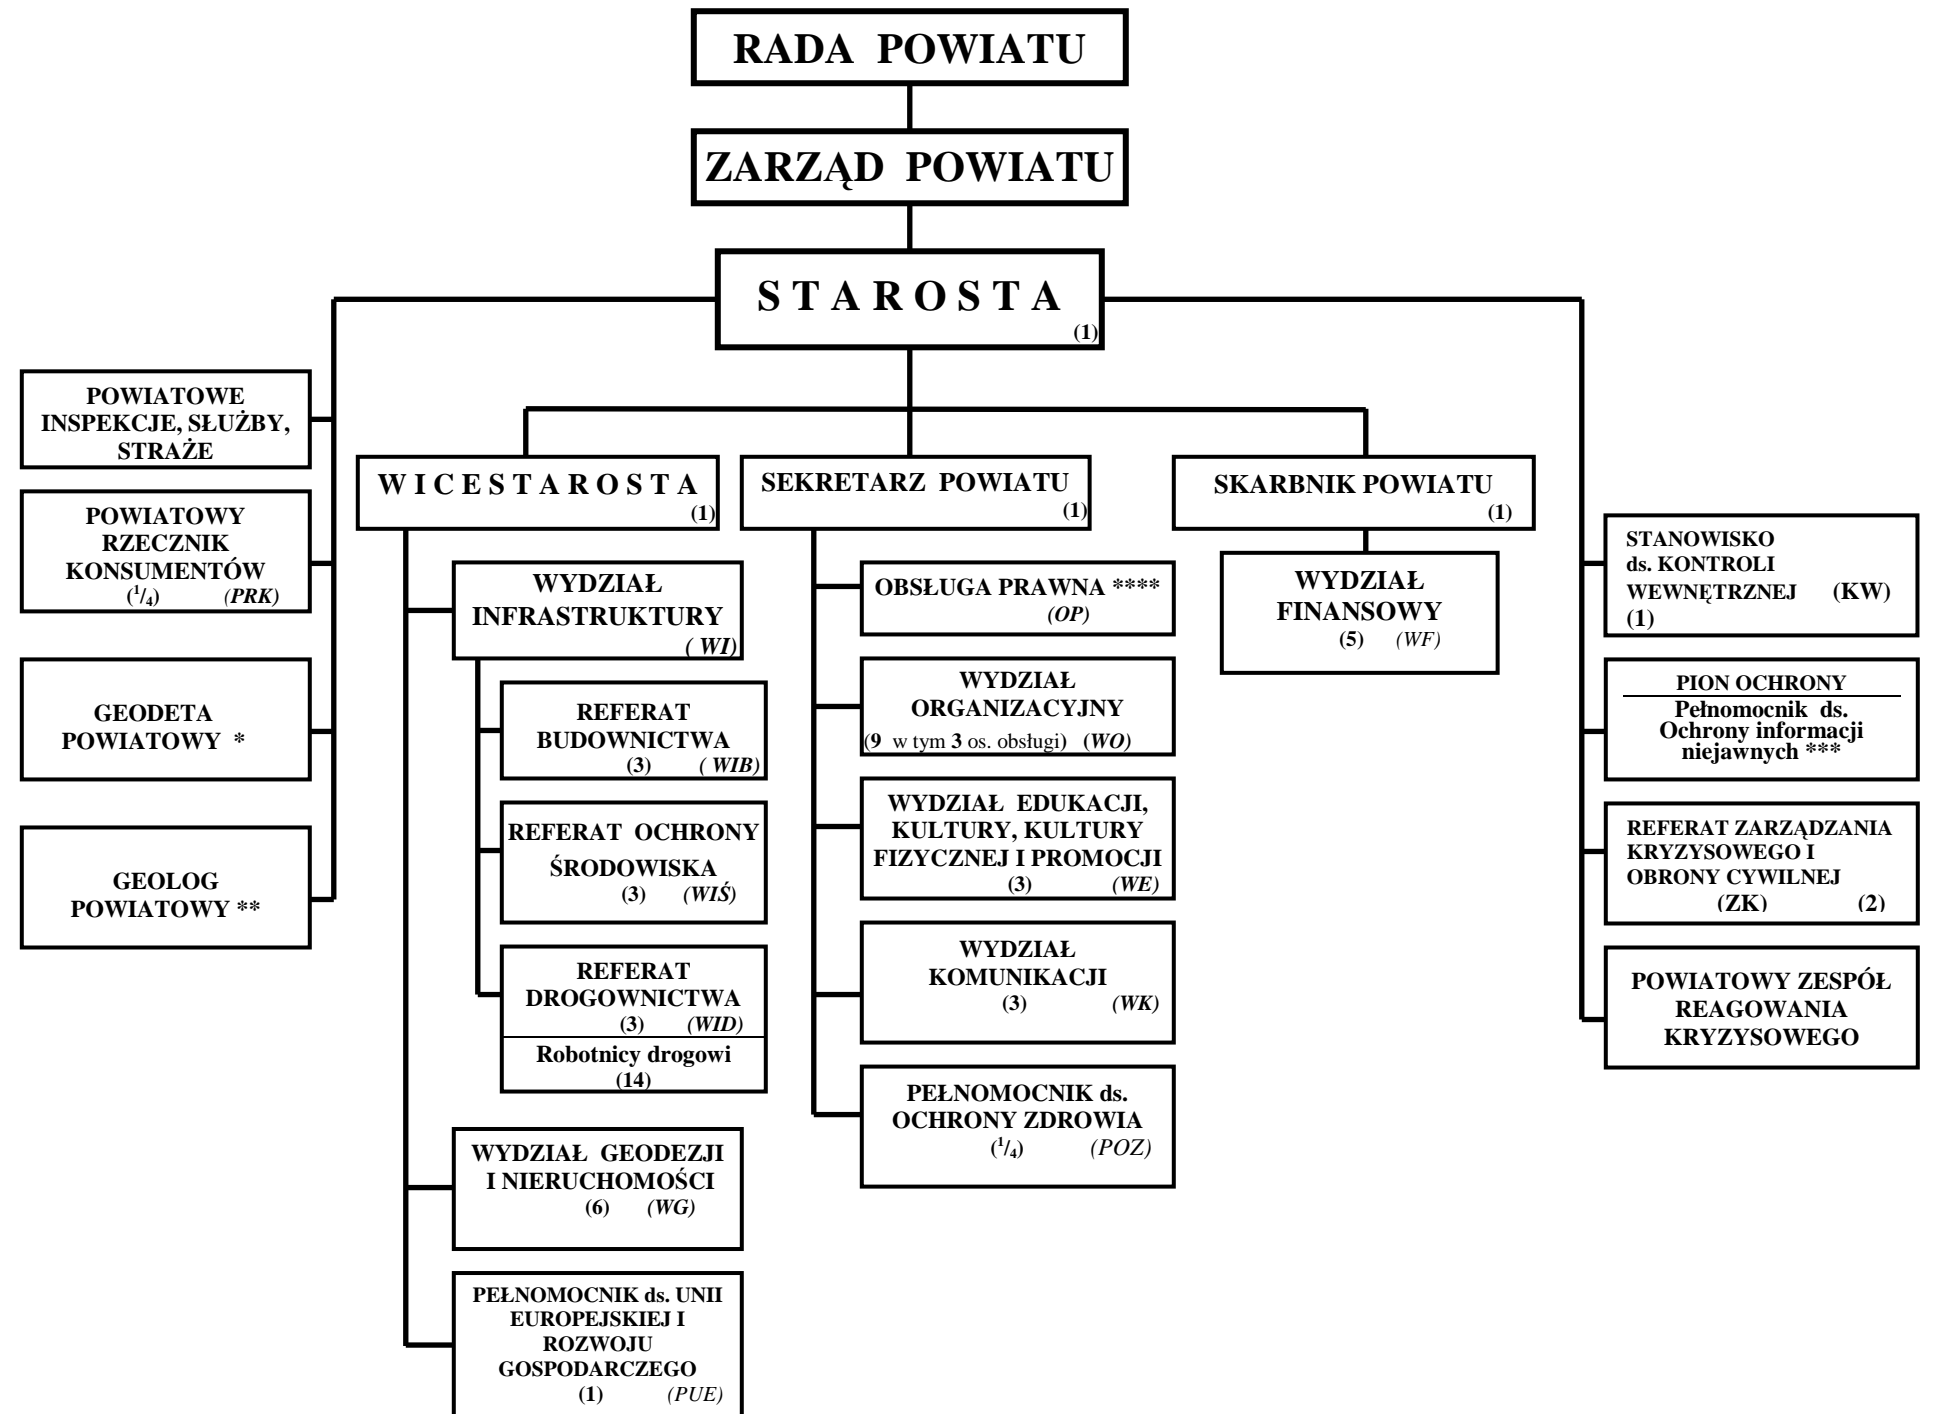 RADA POWIATU
ZARZĄD POWIATU
S T A R O S T A
(1)
POWIATOWE
INSPEKCJE, SŁUŻBY,
STRAŻE
POWIATOWY
RZECZNIK
KONSUMENTÓW
(1/4) (PRK)
GEODETA
POWIATOWY *
GEOLOG
POWIATOWY **
W I C E S T A R O S T A
(1)
WYDZIAŁ
INFRASTRUKTURY
( WI)
REFERAT
BUDOWNICTWA
(3) ( WIB)
REFERAT OCHRONY
ŚRODOWISKA
(3) (WIŚ)
REFERAT
DROGOWNICTWA
(3) (WID)
Robotnicy drogowi
(14)
WYDZIAŁ GEODEZJI
I NIERUCHOMOŚCI
(6) (WG)
PEŁNOMOCNIK ds. UNII
EUROPEJSKIEJ I
ROZWOJU
GOSPODARCZEGO
(1) (PUE)
SEKRETARZ POWIATU
(1)
OBSŁUGA PRAWNA ****
(OP)
WYDZIAŁ
ORGANIZACYJNY
(9 w tym 3 os. obsługi) (WO)
WYDZIAŁ EDUKACJI,
KULTURY, KULTURY
FIZYCZNEJ I PROMOCJI
(3) (WE)
WYDZIAŁ
KOMUNIKACJI
(3) (WK)
PEŁNOMOCNIK ds.
OCHRONY ZDROWIA
(1/4) (POZ)
SKARBNIK POWIATU
(1)
WYDZIAŁ
FINANSOWY
(5) (WF)
STANOWISKO
ds. KONTROLI
WEWNĘTRZNEJ (KW)
(1)
PION OCHRONY
Pełnomocnik ds.
Ochrony informacji
niejawnych ***
REFERAT ZARZĄDZANIA
KRYZYSOWEGO I
OBRONY CYWILNEJ
(ZK) (2)
POWIATOWY ZESPÓŁ
REAGOWANIA
KRYZYSOWEGO